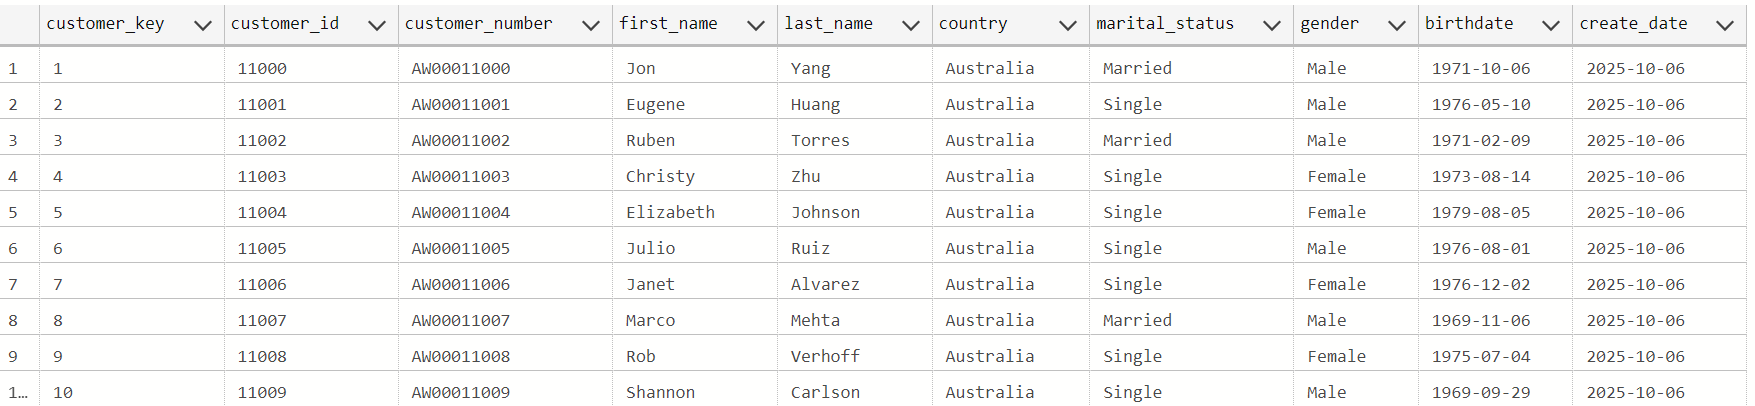 customer_key customer_id customer_number first_name last_name country marital_status gender birthdate create_date
1 1 11000 AW00011000 Jon Yang Australia Married Male 1971-10-06 2025-10-06
2 2 11001 AW00011001 Eugene Huang Australia Single Male 1976-05-10 2025-10-06
3 3 11002 AW00011002 Ruben Torres Australia Married Male 1971-02-09 2025-10-06
4 4 11003 AW00011003 Christy Zhu Australia Single Female 1973-08-14 2025-10-06
5 5 11004 AW00011004 Elizabeth Johnson Australia Single Female 1979-08-05 2025-10-06
6 6 11005 AW00011005 Julio Ruiz Australia Single Male 1976-08-01 2025-10-06
7 7 11006 AW00011006 Janet Alvarez Australia Single Female 1976-12-02 2025-10-06
8 8 11007 AW00011007 Marco Mehta Australia Married Male 1969-11-06 2025-10-06
9 9 11008 AW00011008 Rob Verhoff Australia Single Female 1975-07-04 2025-10-06
1… 10 11009 AW00011009 Shannon Carlson Australia Single Male 1969-09-29 2025-10-06